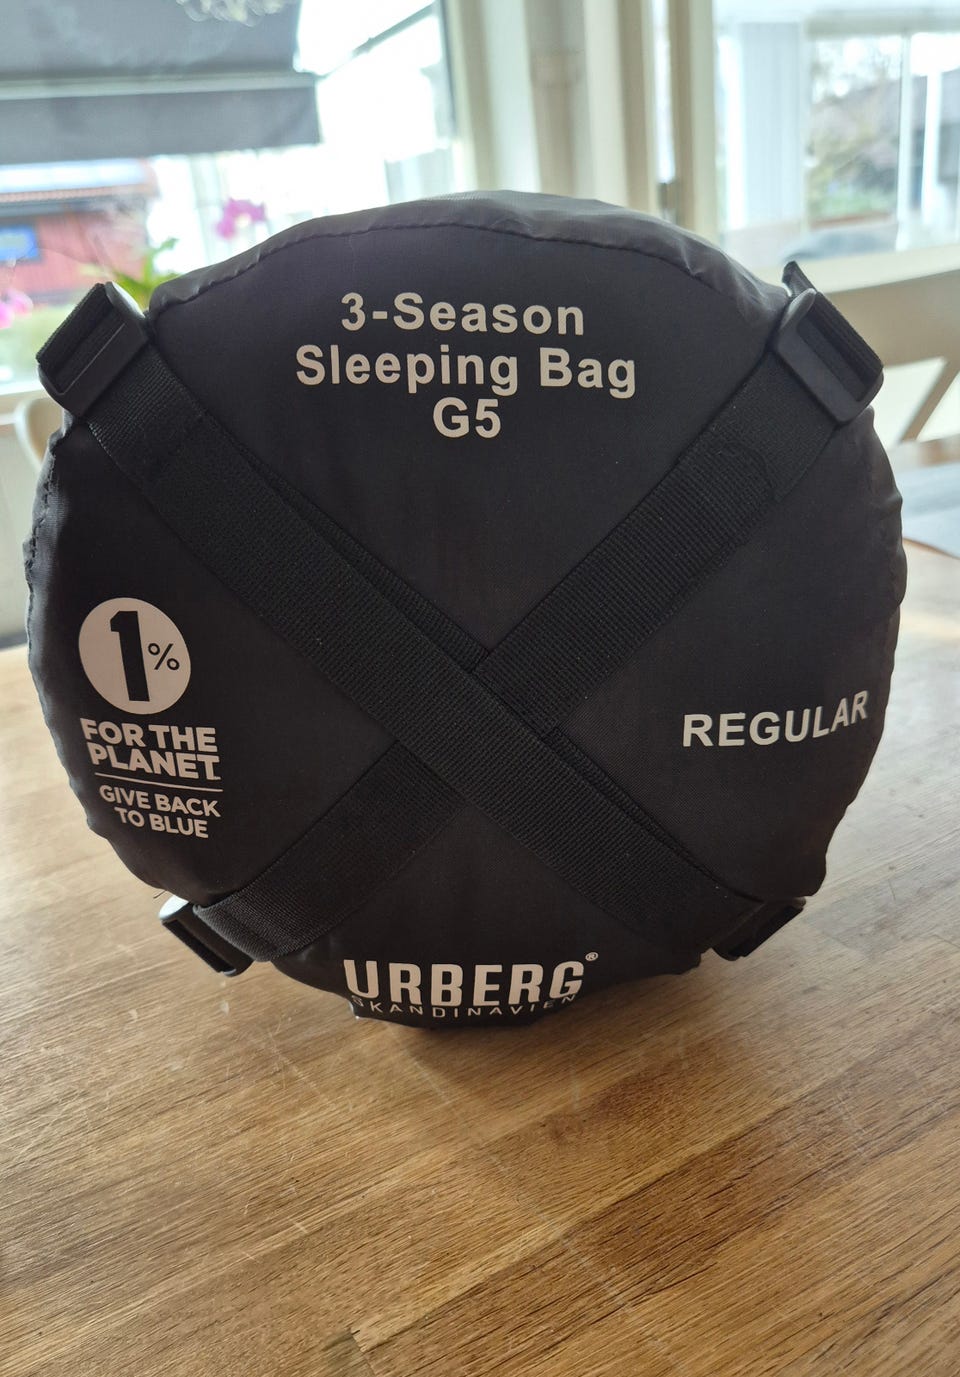 3-Season
Sleeping Bag
G5
1%
FOR THE
PLANET
GIVE BACK
TO BLUE
REGULAR
URBERG®
SKANDINAVIEN